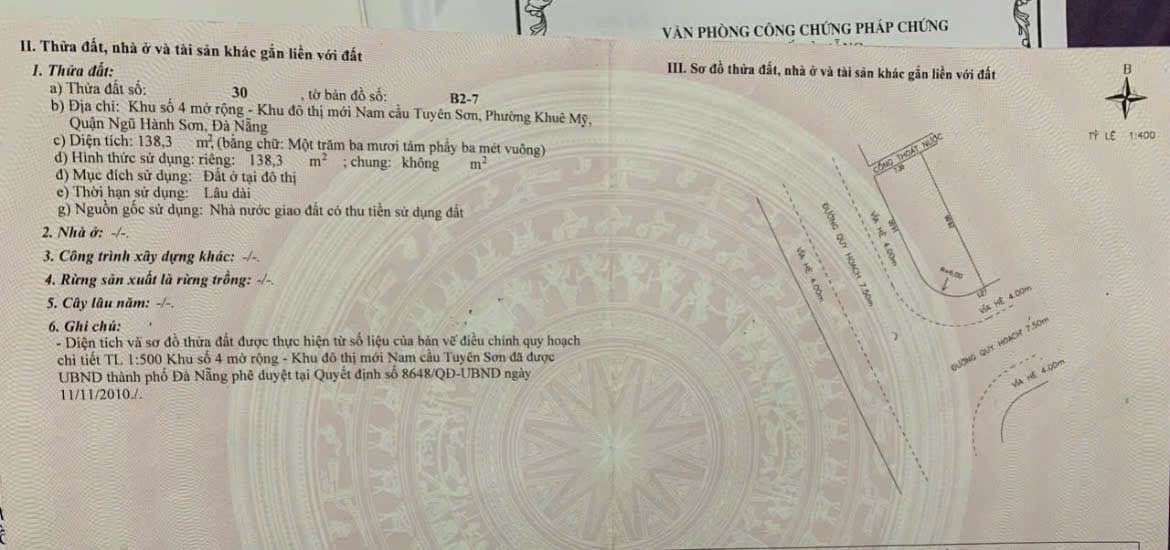 VĂN PHÒNG CÔNG CHỨNG PHÁP CHỨNG
II. Thửa đất, nhà ở và tài sản khác gắn liền với đất
1. Thửa đất:
a) Thửa đất số: 30 , tờ bản đồ số: B2-7
b) Địa chỉ: Khu số 4 mở rộng - Khu đô thị mới Nam cầu Tuyên Sơn, Phường Khuê Mỹ,
Quận Ngũ Hành Sơn, Đà Nẵng
c) Diện tích: 138,3 m², (bằng chữ: Một trăm ba mươi tám phẩy ba mét vuông)
d) Hình thức sử dụng: riêng: 138,3 m² ; chung: không m²
đ) Mục đích sử dụng: Đất ở tại đô thị
e) Thời hạn sử dụng: Lâu dài
g) Nguồn gốc sử dụng: Nhà nước giao đất có thu tiền sử dụng đất
2. Nhà ở: -/-.
3. Công trình xây dựng khác: -/-.
4. Rừng sản xuất là rừng trồng: -/-.
5. Cây lâu năm: -/-.
6. Ghi chú:
- Diện tích và sơ đồ thửa đất được thực hiện từ số liệu của bản vẽ điều chỉnh quy hoạch
chi tiết TL 1:500 Khu số 4 mở rộng - Khu đô thị mới Nam cầu Tuyên Sơn đã được
UBND thành phố Đà Nẵng phê duyệt tại Quyết định số 8648/QĐ-UBND ngày
11/11/2010./.
III. Sơ đồ thửa đất, nhà ở và tài sản khác gắn liền với đất
B
TỶ LỆ 1:400
CỐNG THOÁT NƯỚC
VỈA HÈ 4.00m
ĐƯỜNG QUY HOẠCH 7.50m
VỈA HÈ 4.00m
R=6.00
VỈA HÈ 4.00m
ĐƯỜNG QUY HOẠCH 7.50m
VỈA HÈ 4.00m